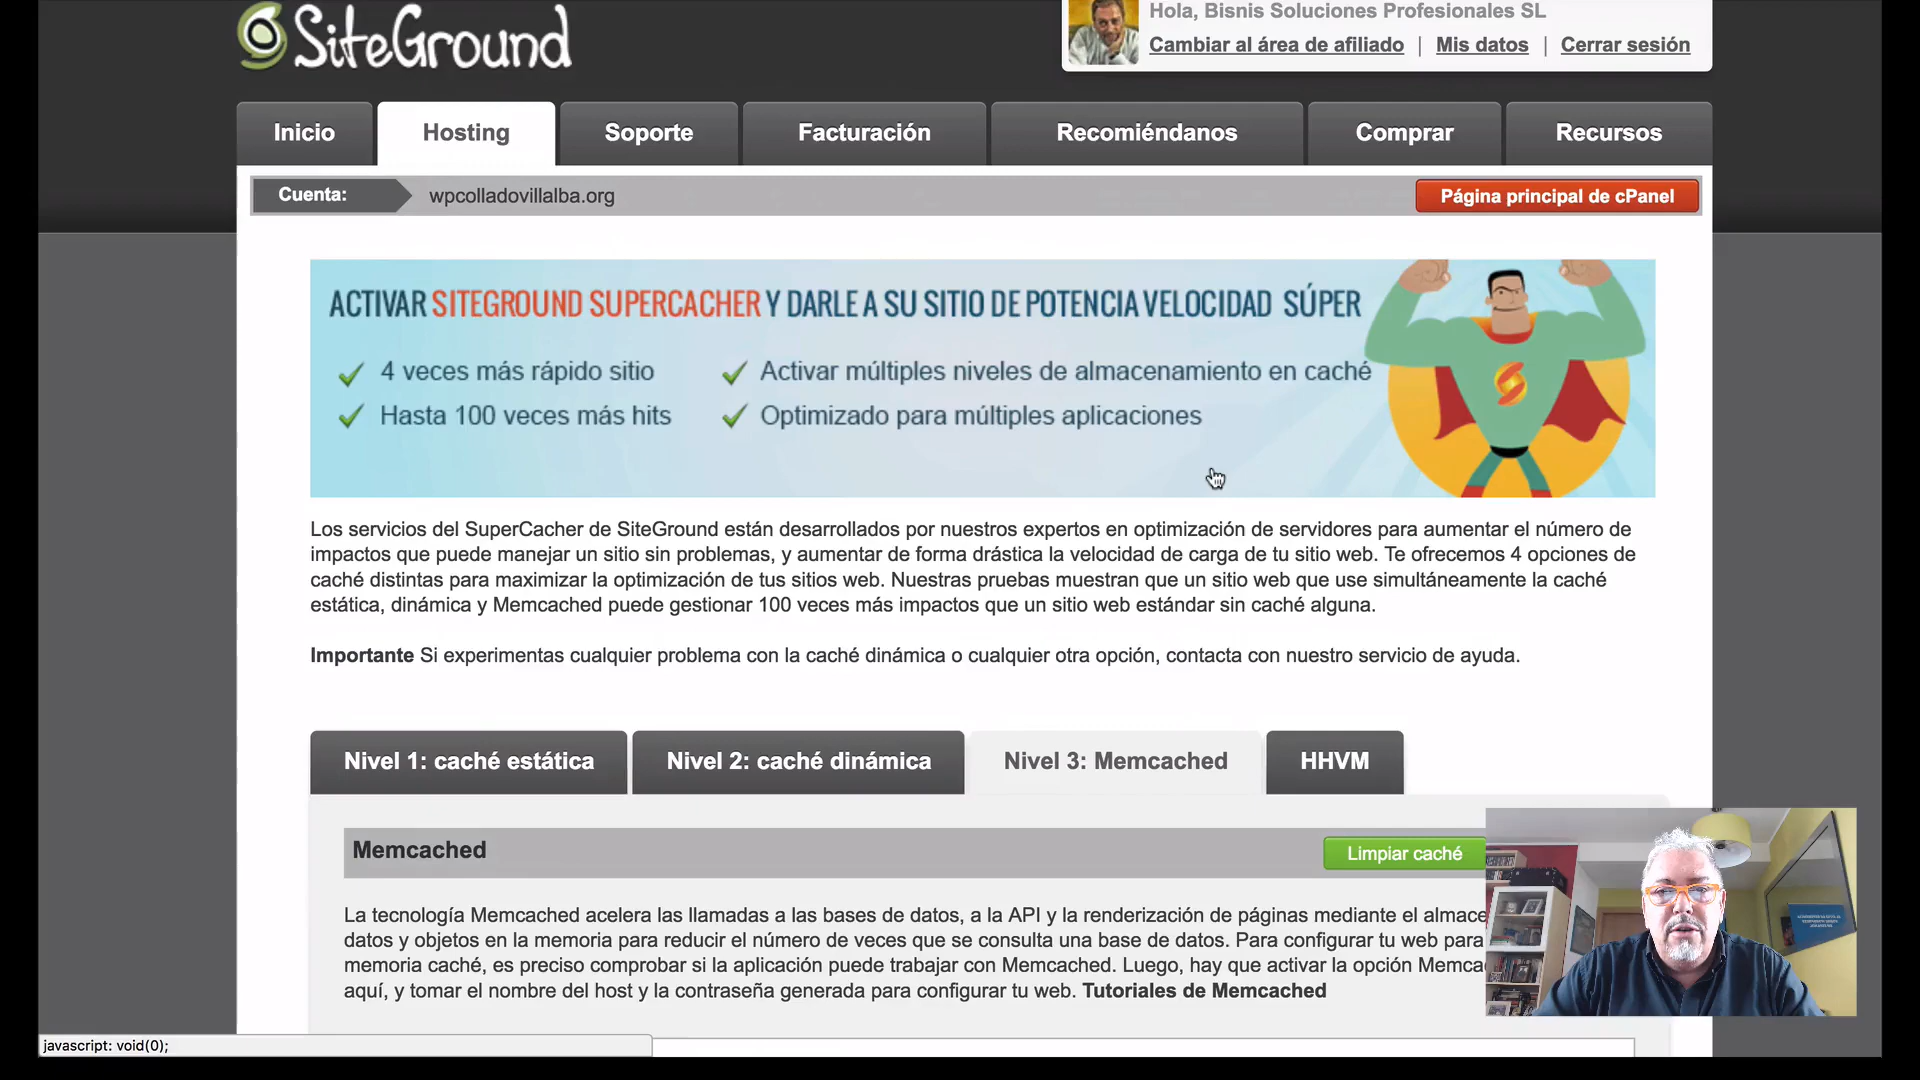 SiteGround
Hola, Bisnis Soluciones Profesionales SL
Cambiar al área de afiliado | Mis datos | Cerrar sesión
Inicio
Hosting
Soporte
Facturación
Recomiéndanos
Comprar
Recursos
Cuenta:
wpcolladovillalba.org
Página principal de cPanel
ACTIVAR SITEGROUND SUPERCACHER Y DARLE A SU SITIO DE POTENCIA VELOCIDAD SÚPER
4 veces más rápido sitio
Activar múltiples niveles de almacenamiento en caché
Hasta 100 veces más hits
Optimizado para múltiples aplicaciones
Los servicios del SuperCacher de SiteGround están desarrollados por nuestros expertos en optimización de servidores para aumentar el número de
impactos que puede manejar un sitio sin problemas, y aumentar de forma drástica la velocidad de carga de tu sitio web. Te ofrecemos 4 opciones de
caché distintas para maximizar la optimización de tus sitios web. Nuestras pruebas muestran que un sitio web que use simultáneamente la caché
estática, dinámica y Memcached puede gestionar 100 veces más impactos que un sitio web estándar sin caché alguna.
Importante Si experimentas cualquier problema con la caché dinámica o cualquier otra opción, contacta con nuestro servicio de ayuda.
Nivel 1: caché estática
Nivel 2: caché dinámica
Nivel 3: Memcached
HHVM
Memcached
Limpiar caché
La tecnología Memcached acelera las llamadas a las bases de datos, a la API y la renderización de páginas mediante el almace
datos y objetos en la memoria para reducir el número de veces que se consulta una base de datos. Para configurar tu web para
memoria caché, es preciso comprobar si la aplicación puede trabajar con Memcached. Luego, hay que activar la opción Memca
aquí, y tomar el nombre del host y la contraseña generada para configurar tu web. Tutoriales de Memcached
javascript: void(0);